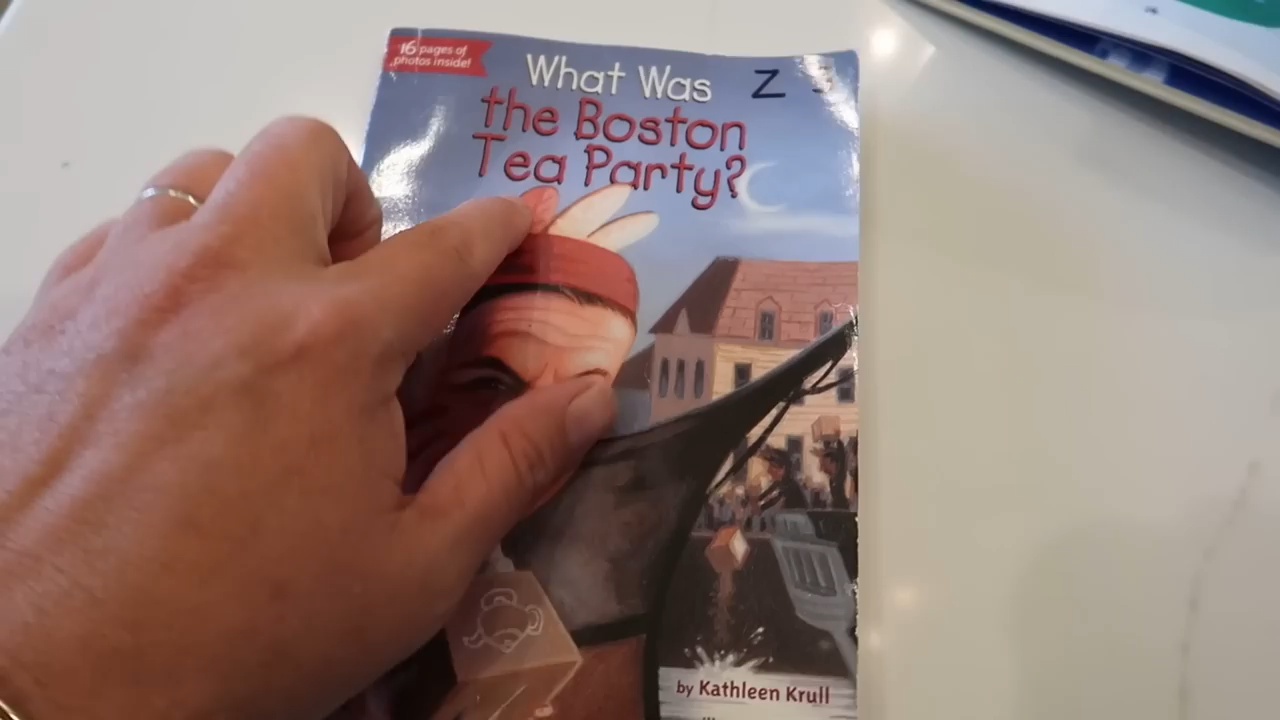 16 pages of
photos inside!
What Was
Z
the Boston
Tea Party?
by Kathleen Krull